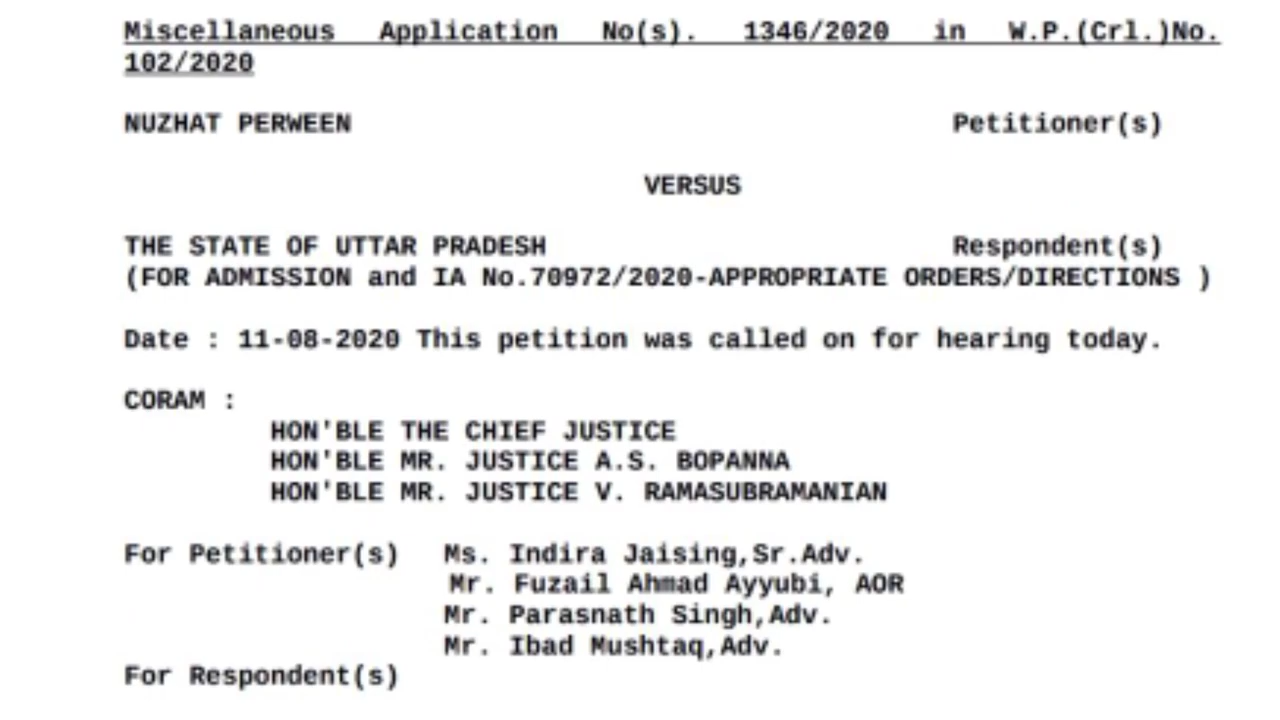 Miscellaneous Application No(s). 1346/2020 in W.P.(Crl.)No.
102/2020
NUZHAT PERWEEN Petitioner(s)
VERSUS
THE STATE OF UTTAR PRADESH Respondent(s)
(FOR ADMISSION and IA No.70972/2020-APPROPRIATE ORDERS/DIRECTIONS )
Date : 11-08-2020 This petition was called on for hearing today.
CORAM :
HON'BLE THE CHIEF JUSTICE
HON'BLE MR. JUSTICE A.S. BOPANNA
HON'BLE MR. JUSTICE V. RAMASUBRAMANIAN
For Petitioner(s) Ms. Indira Jaising,Sr.Adv.
Mr. Fuzail Ahmad Ayyubi, AOR
Mr. Parasnath Singh,Adv.
Mr. Ibad Mushtaq,Adv.
For Respondent(s)